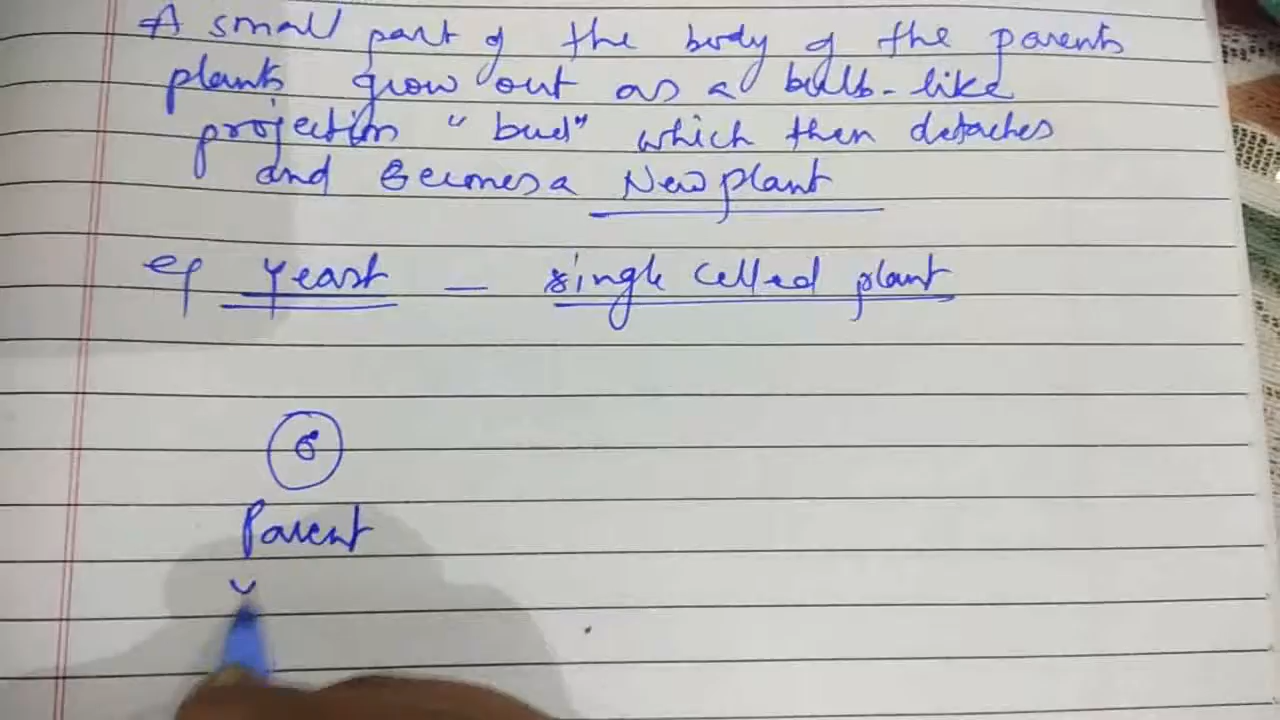 A small part of the body of the parents
plants grow out as a bulb-like
projection "bud" which then detaches
and Becomes a New plant
eg Yeast - single celled plant
Parent